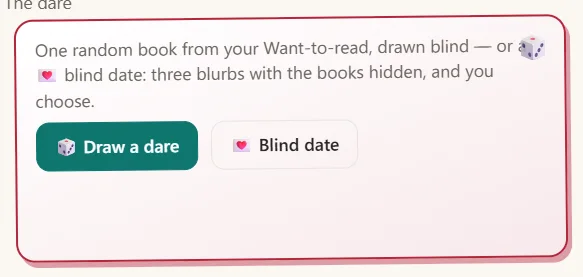 The dare
One random book from your Want-to-read, drawn blind — or a
💌 blind date: three blurbs with the books hidden, and you
choose.
🎲 Draw a dare
💌 Blind date